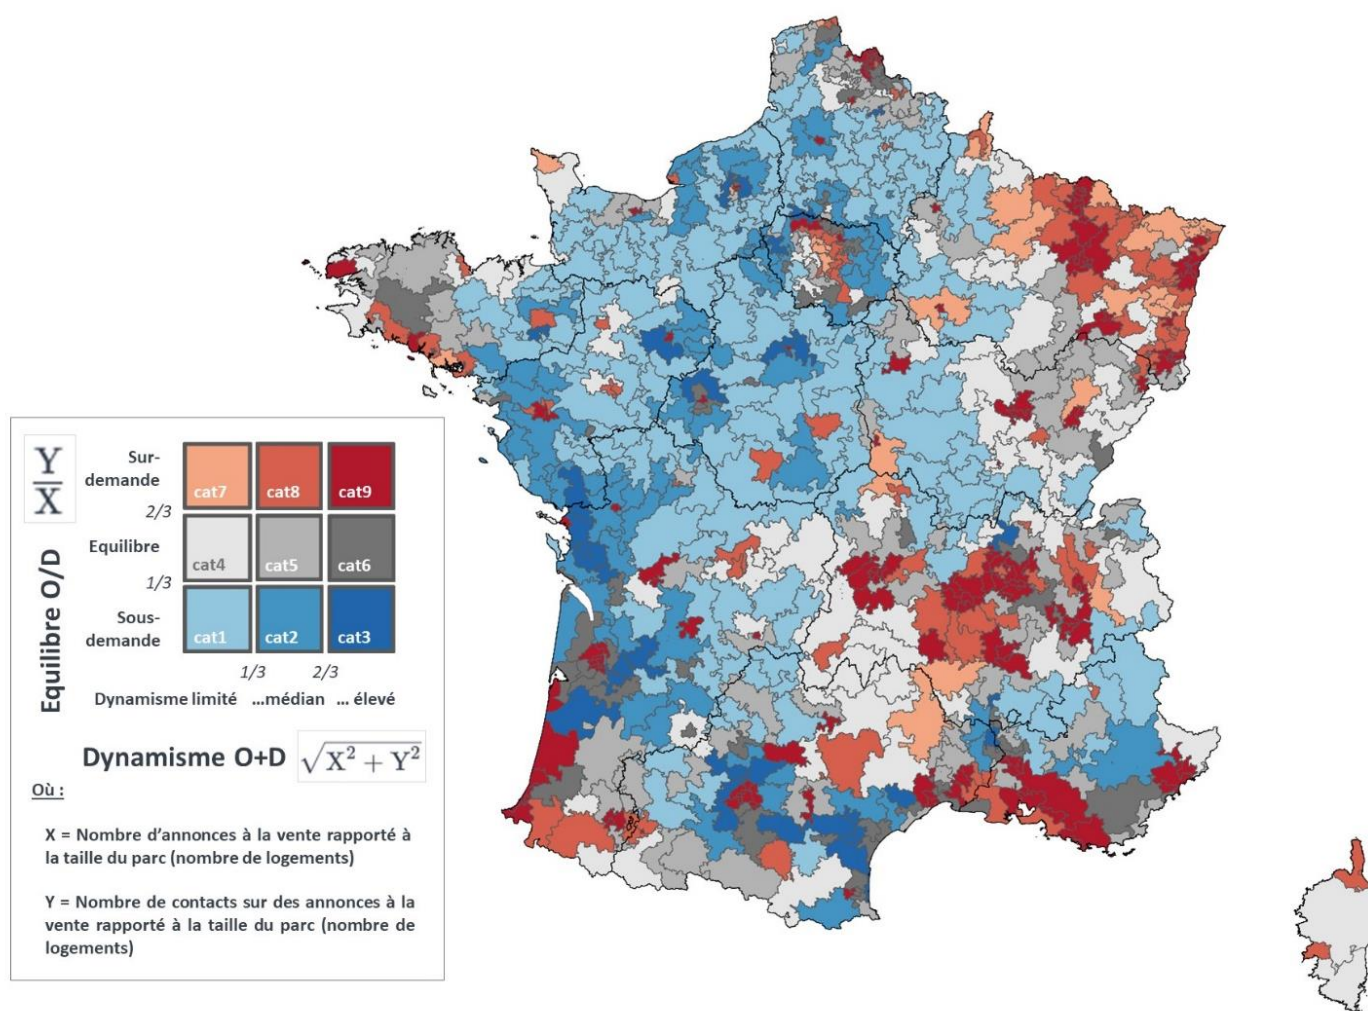 Y
X
Sur-
demande
2/3
Equilibre
1/3
Sous-
demande
Equilibre O/D
cat7 cat8 cat9
cat4 cat5 cat6
cat1 cat2 cat3
1/3 2/3
Dynamisme limité ...médian ... élevé
Dynamisme O+D √X² + Y²
Où :
X = Nombre d'annonces à la vente rapporté à
la taille du parc (nombre de logements)
Y = Nombre de contacts sur des annonces à la
vente rapporté à la taille du parc (nombre de
logements)